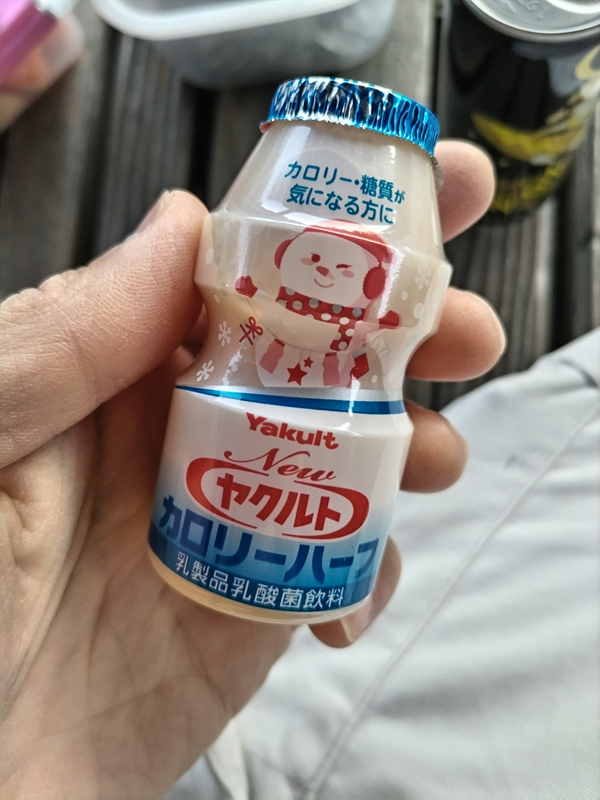 カロリー・糖質が
気になる方に
Yakult
New
ヤクルト
カロリーハーフ
乳製品乳酸菌飲料